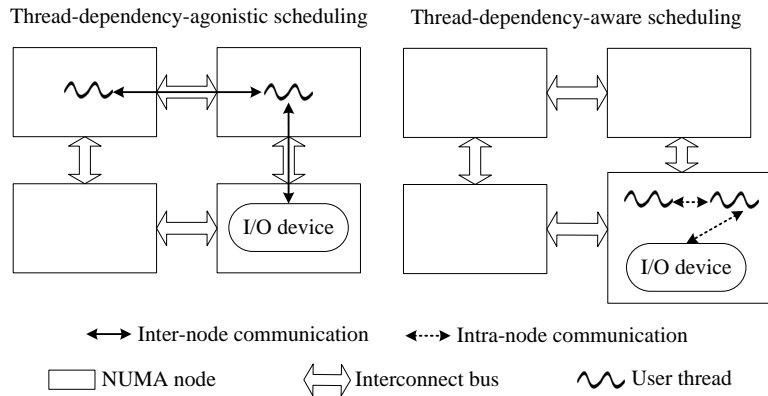 Thread-dependency-agonistic scheduling
Thread-dependency-aware scheduling
I/O device
I/O device
Inter-node communication
Intra-node communication
NUMA node
Interconnect bus
User thread